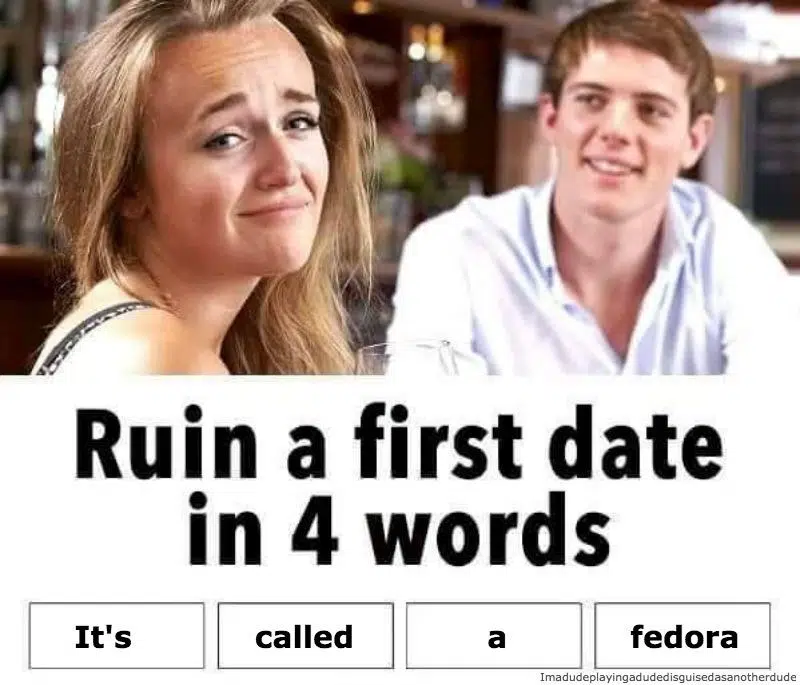 Ruin a first date
in 4 words
It's called a fedora
Imadudeplayingadudedisguisedasanotherdude